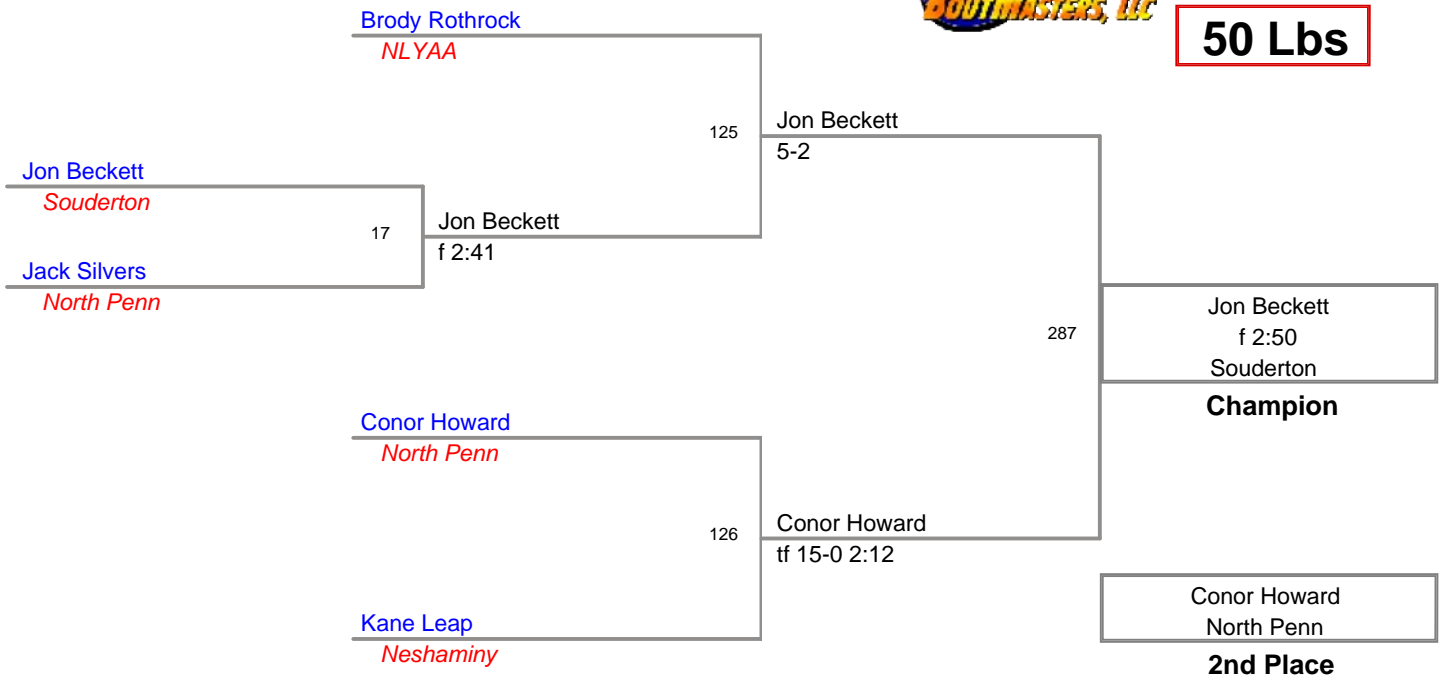 BOUTMASTERS, LLC
50 Lbs
Brody Rothrock
NLYAA
125
Jon Beckett
5-2
Jon Beckett
Souderton
17
Jon Beckett
f 2:41
Jack Silvers
North Penn
287
Jon Beckett
f 2:50
Souderton
Champion
Conor Howard
North Penn
126
Conor Howard
tf 15-0 2:12
Kane Leap
Neshaminy
Conor Howard
North Penn
2nd Place